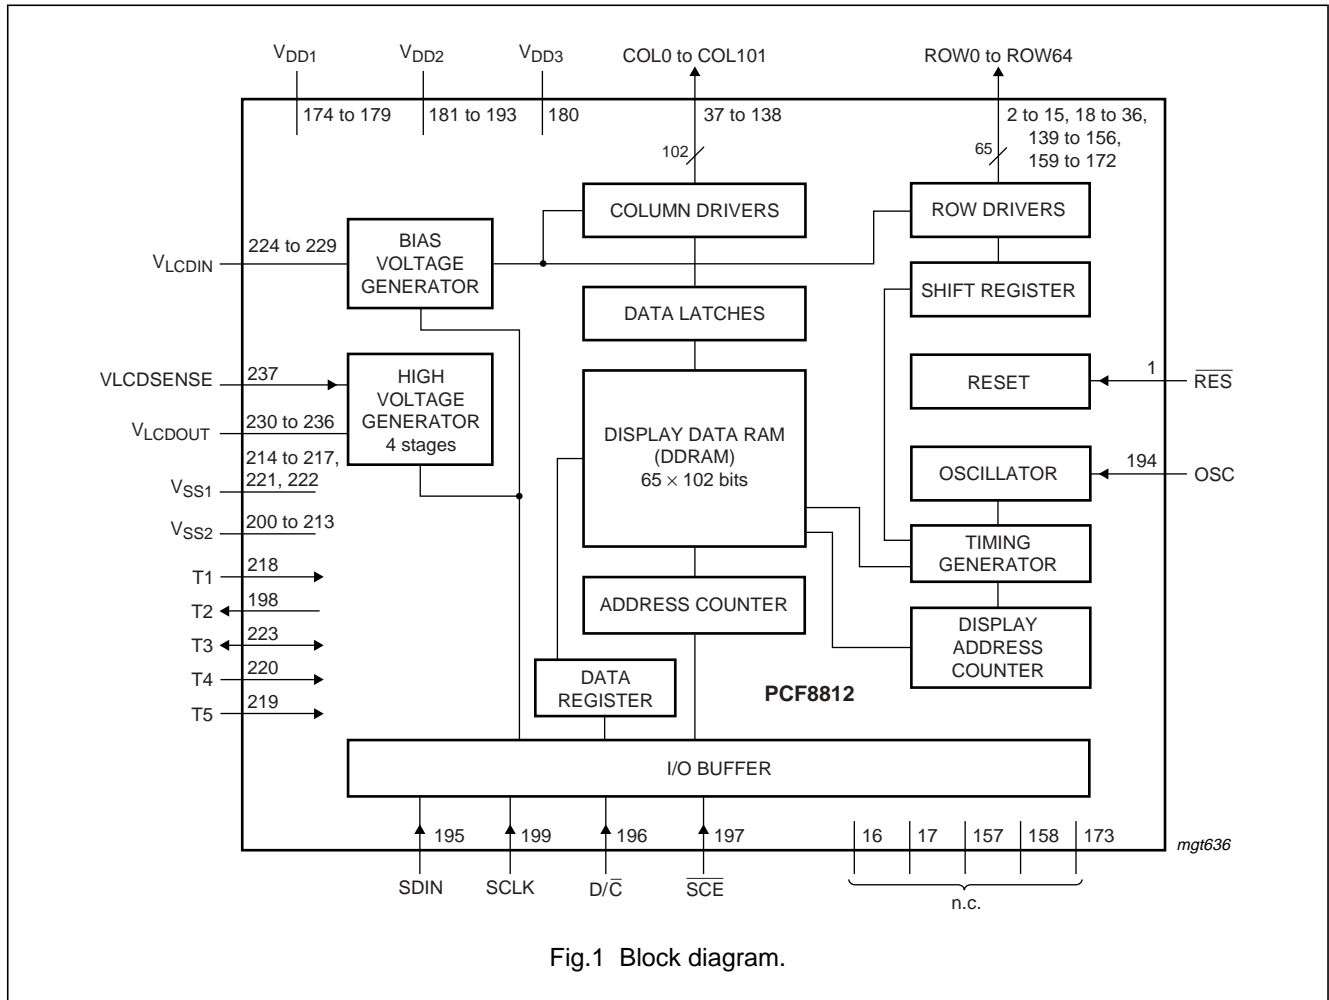 VDD1
VDD2
VDD3
COL0 to COL101
ROW0 to ROW64
174 to 179
181 to 193
180
37 to 138
2 to 15, 18 to 36,
139 to 156,
159 to 172
102
65
COLUMN DRIVERS
ROW DRIVERS
VLCDIN
224 to 229
BIAS
VOLTAGE
GENERATOR
SHIFT REGISTER
DATA LATCHES
VLCDSENSE
237
HIGH
VOLTAGE
GENERATOR
4 stages
RESET
1
R̅E̅S̅
VLCDOUT
230 to 236
DISPLAY DATA RAM
(DDRAM)
65 × 102 bits
OSCILLATOR
194
OSC
VSS1
214 to 217,
221, 222
VSS2
200 to 213
TIMING
GENERATOR
T1
218
T2
198
T3
223
T4
220
T5
219
ADDRESS COUNTER
DISPLAY
ADDRESS
COUNTER
DATA
REGISTER
PCF8812
I/O BUFFER
195
199
196
197
16
17
157
158
173
mgt636
SDIN
SCLK
D/C̅
S̅C̅E̅
n.c.
Fig.1 Block diagram.